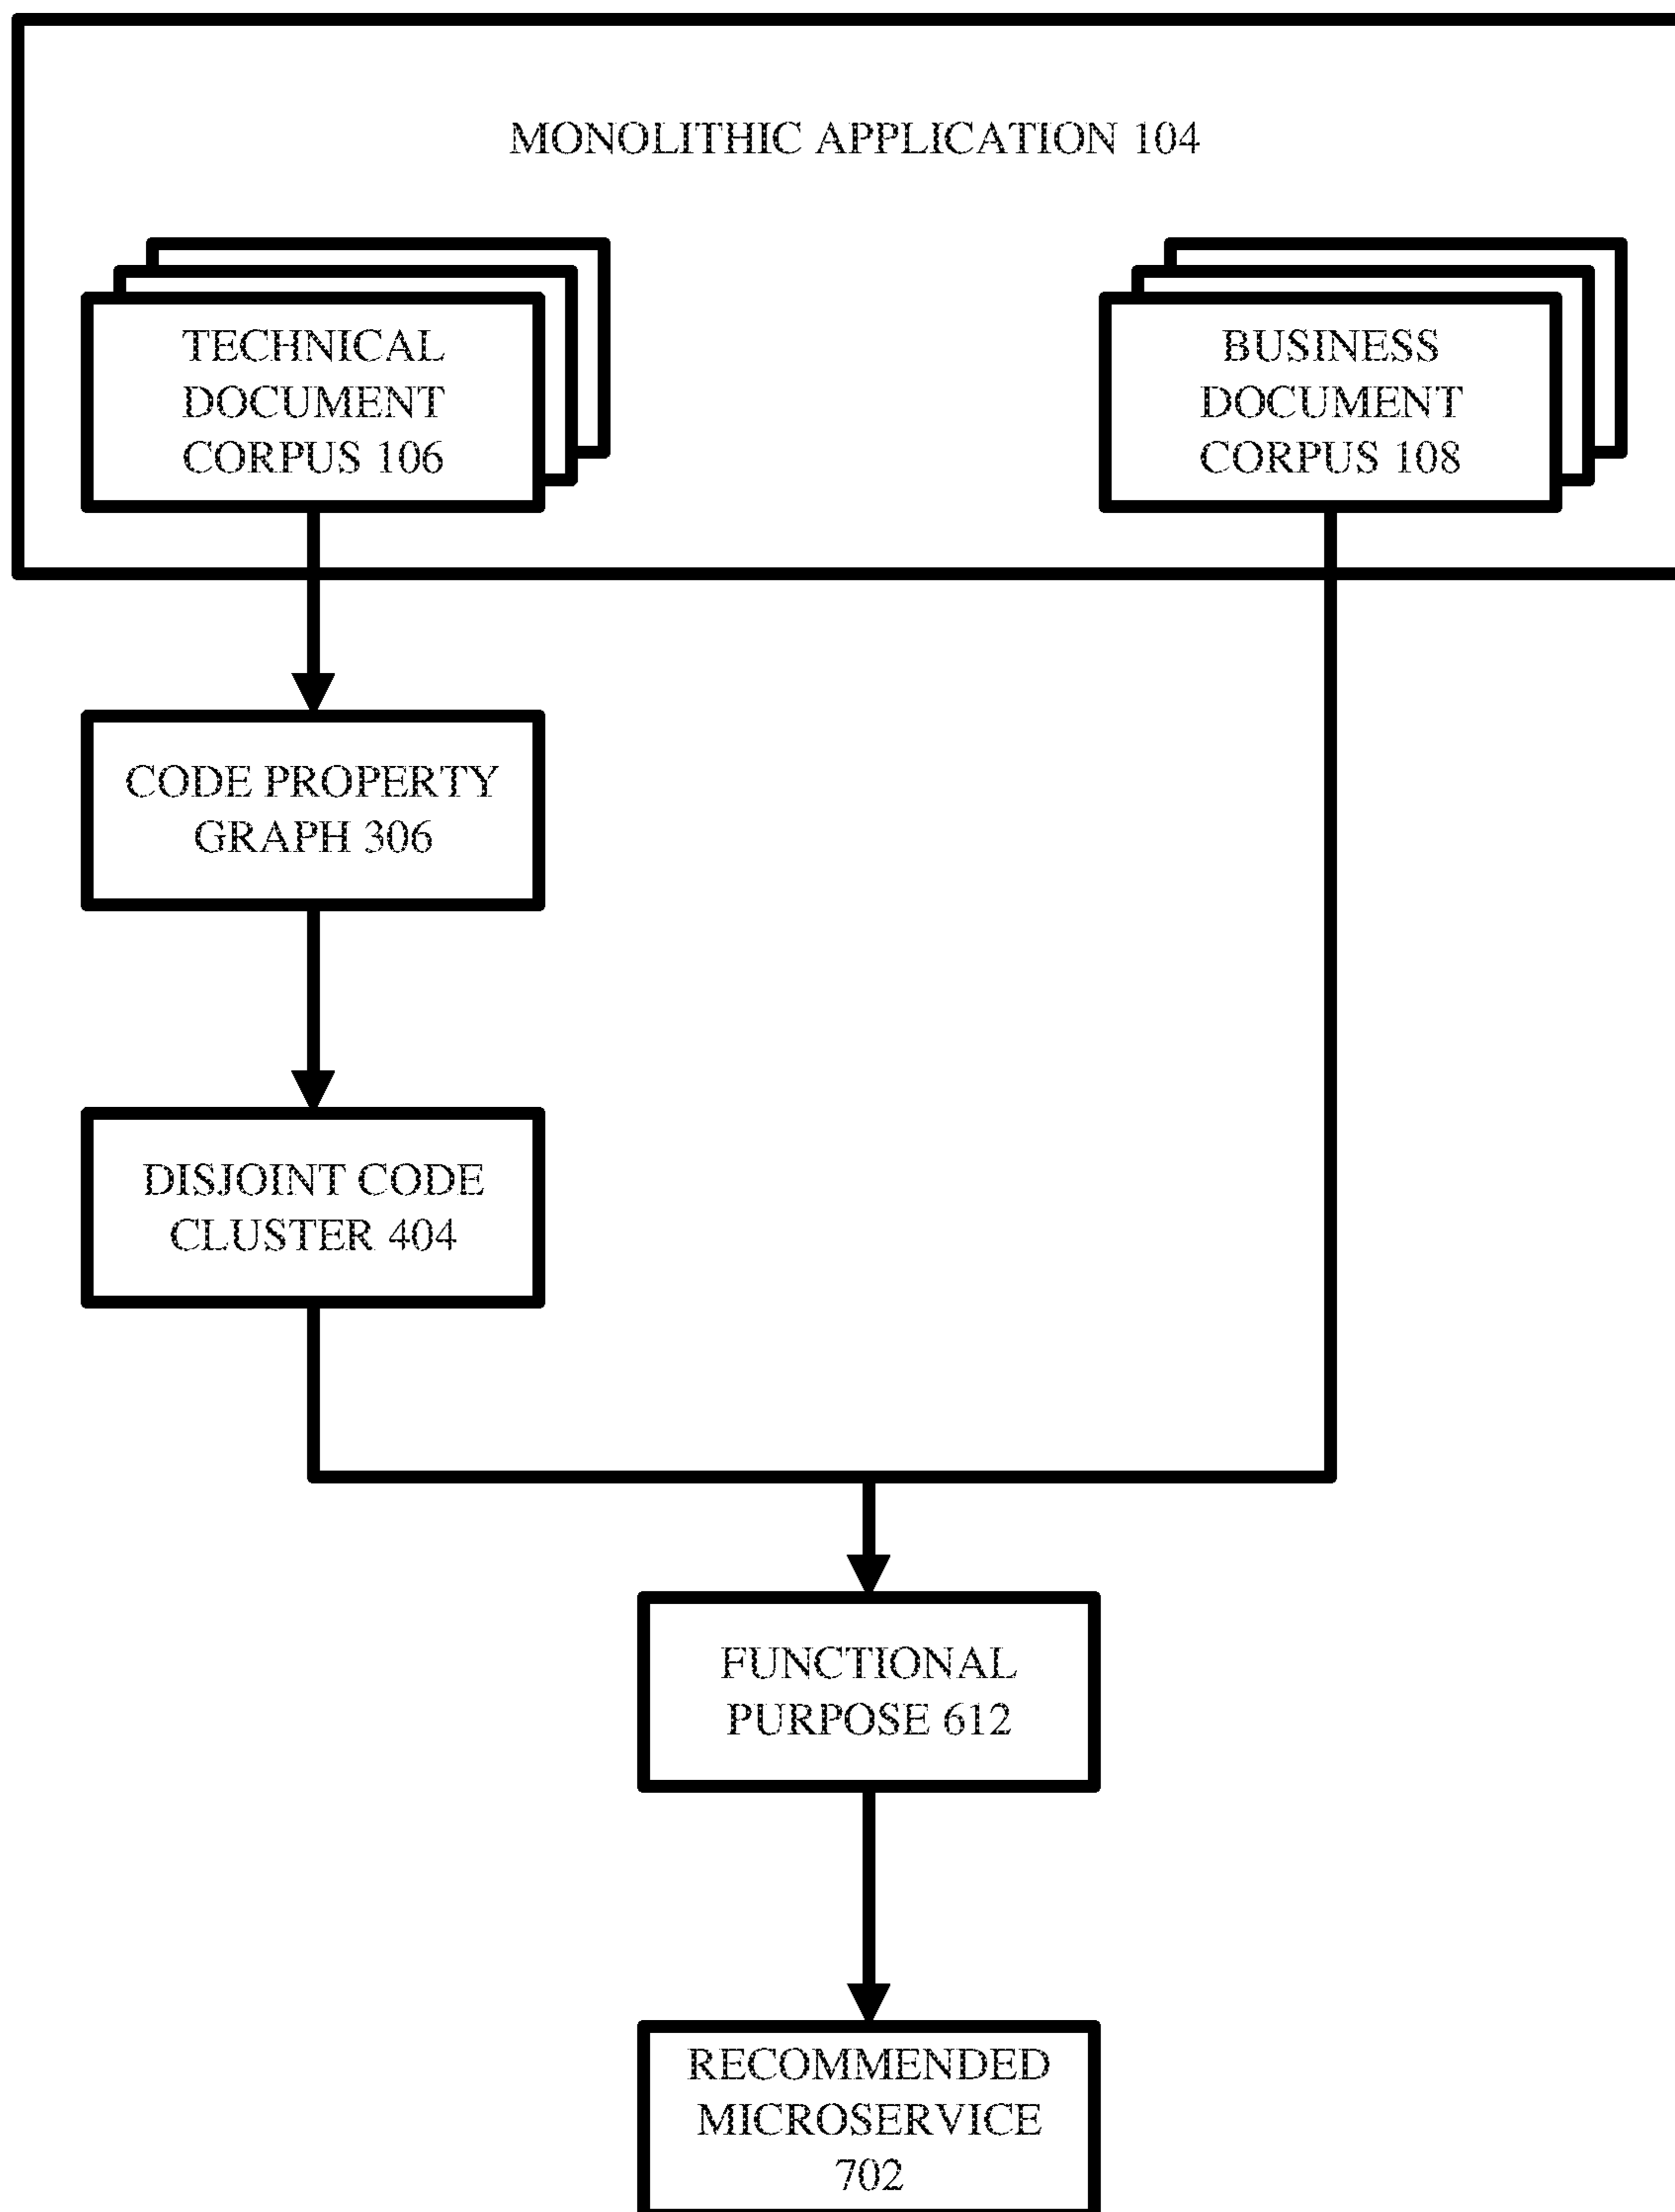 MONOLITHIC APPLICATION 104
TECHNICAL
DOCUMENT
CORPUS 106
BUSINESS
DOCUMENT
CORPUS 108
CODE PROPERTY
GRAPH 306
DISJOINT CODE
CLUSTER 404
FUNCTIONAL
PURPOSE 612
RECOMMENDED
MICROSERVICE
702